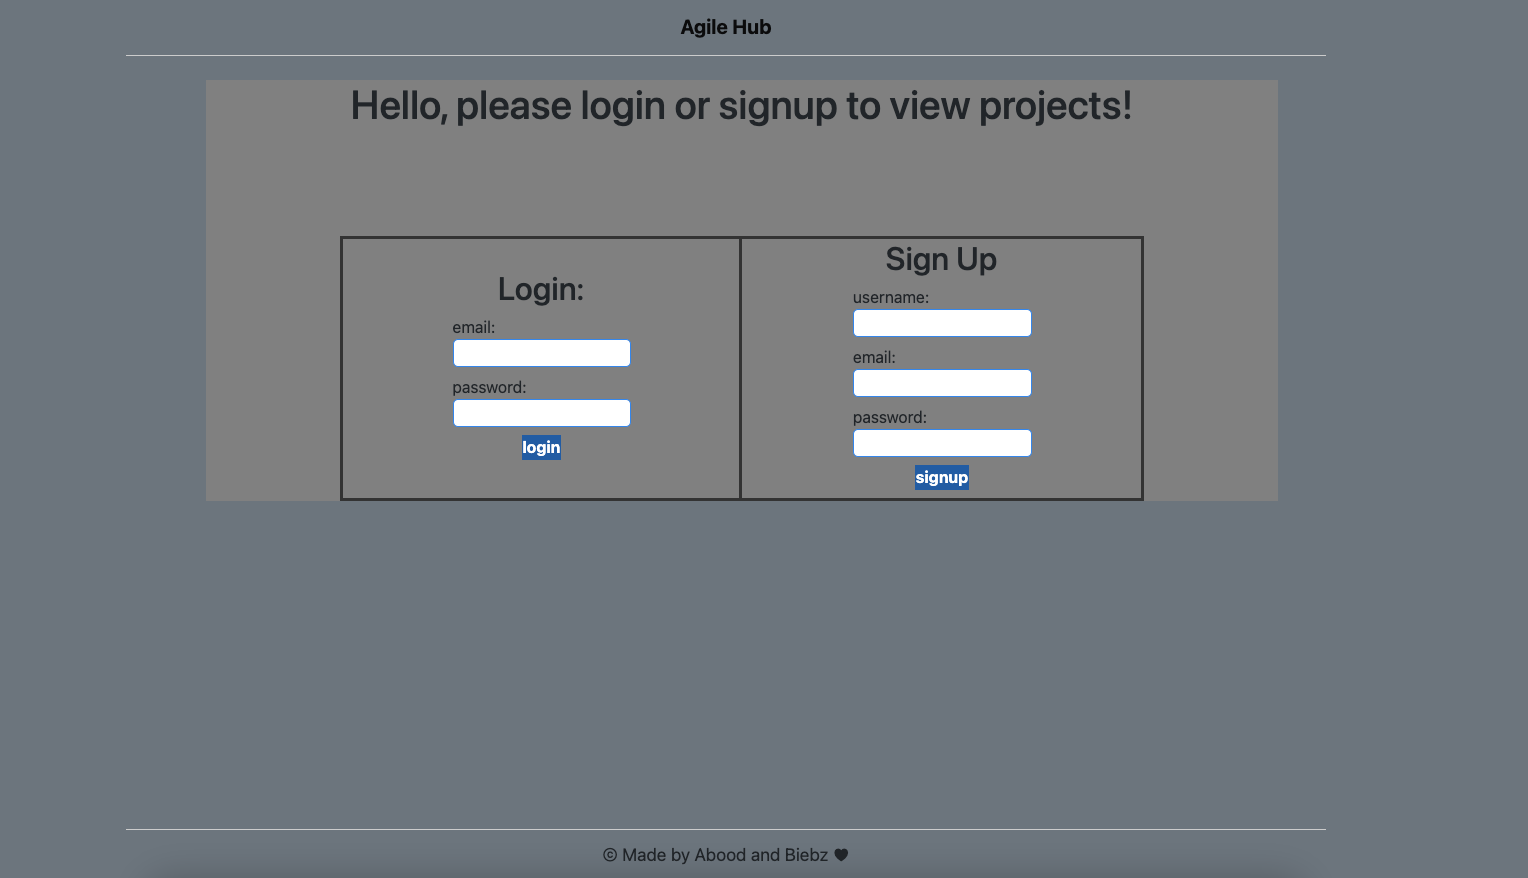 Agile Hub
Hello, please login or signup to view projects!
Login:
email:
password:
login
Sign Up
username:
email:
password:
signup
© Made by Abood and Biebz ♥